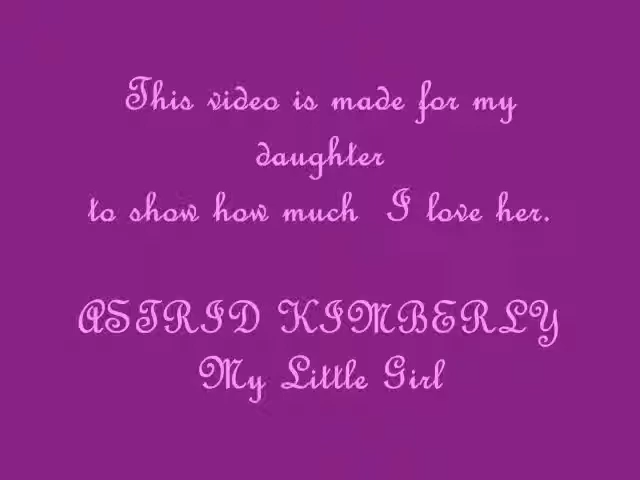 This video is made for my
daughter
to show how much I love her.
ASTRID KIMBERLY
My Little Girl